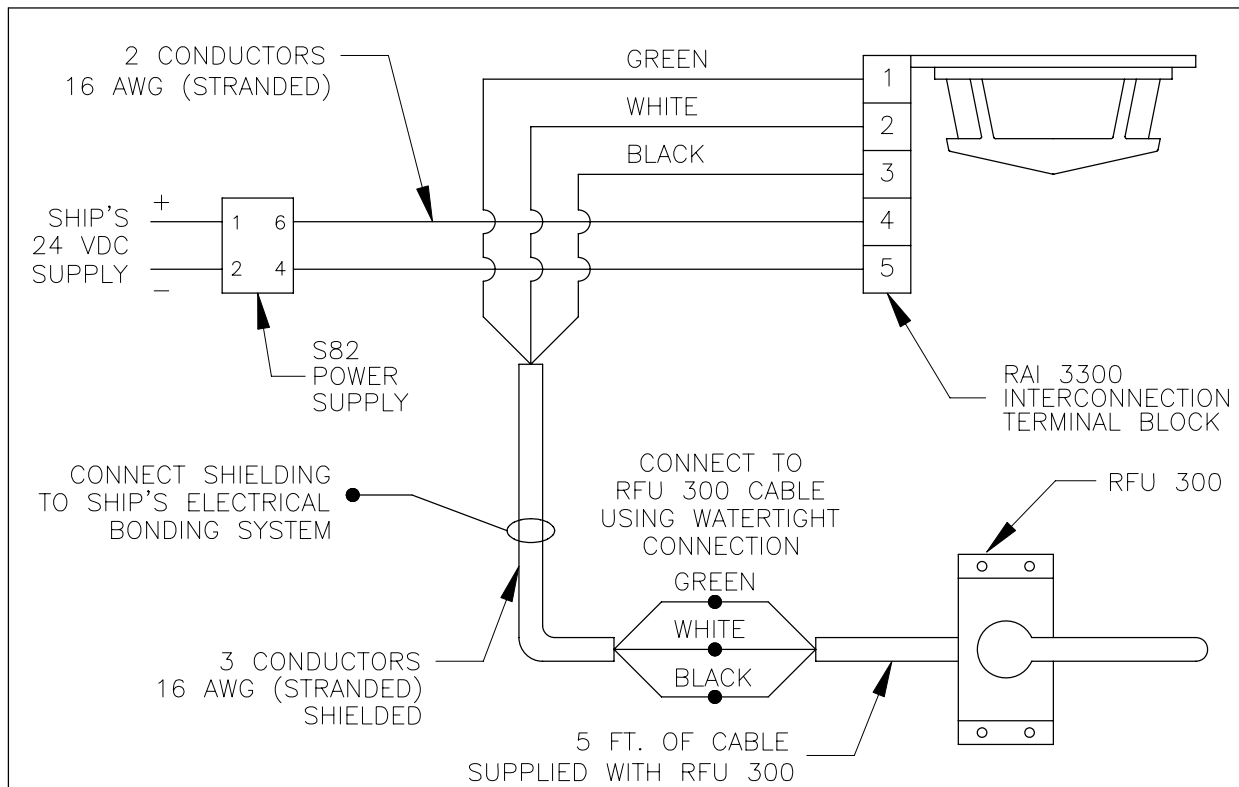 2 CONDUCTORS
16 AWG (STRANDED)
GREEN
WHITE
BLACK
1
2
3
4
5
SHIP'S
24 VDC
SUPPLY
+
–
1 6
2 4
S82
POWER
SUPPLY
RAI 3300
INTERCONNECTION
TERMINAL BLOCK
CONNECT SHIELDING
TO SHIP'S ELECTRICAL
BONDING SYSTEM
CONNECT TO
RFU 300 CABLE
USING WATERTIGHT
CONNECTION
RFU 300
GREEN
WHITE
BLACK
3 CONDUCTORS
16 AWG (STRANDED)
SHIELDED
5 FT. OF CABLE
SUPPLIED WITH RFU 300